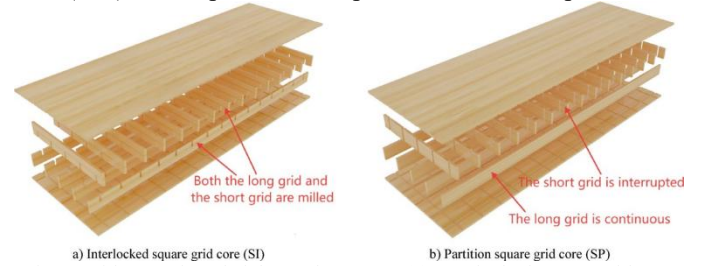 Both the long grid and
the short grid are milled
The short grid is interrupted
The long grid is continuous
a) Interlocked square grid core (SI)
b) Partition square grid core (SP)